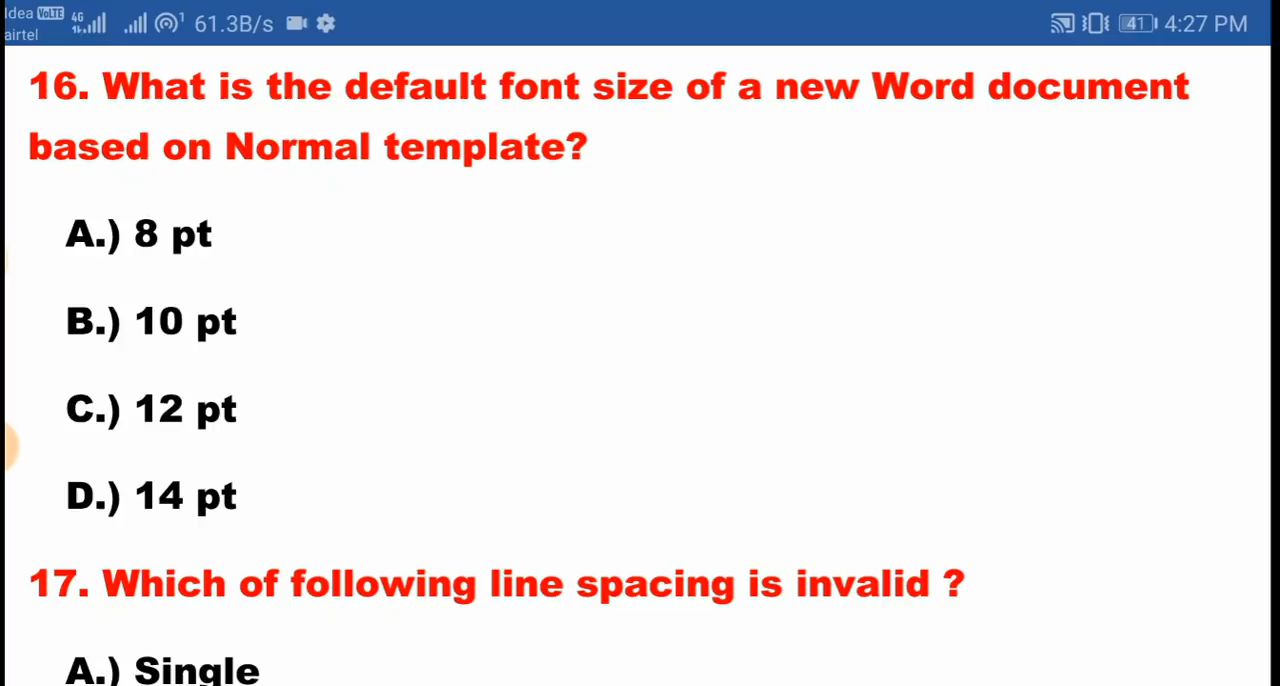 Idea VoLTE 4G 1 61.3B/s 41 4:27 PM
airtel
16. What is the default font size of a new Word document
based on Normal template?
A.) 8 pt
B.) 10 pt
C.) 12 pt
D.) 14 pt
17. Which of following line spacing is invalid ?
A.) Single